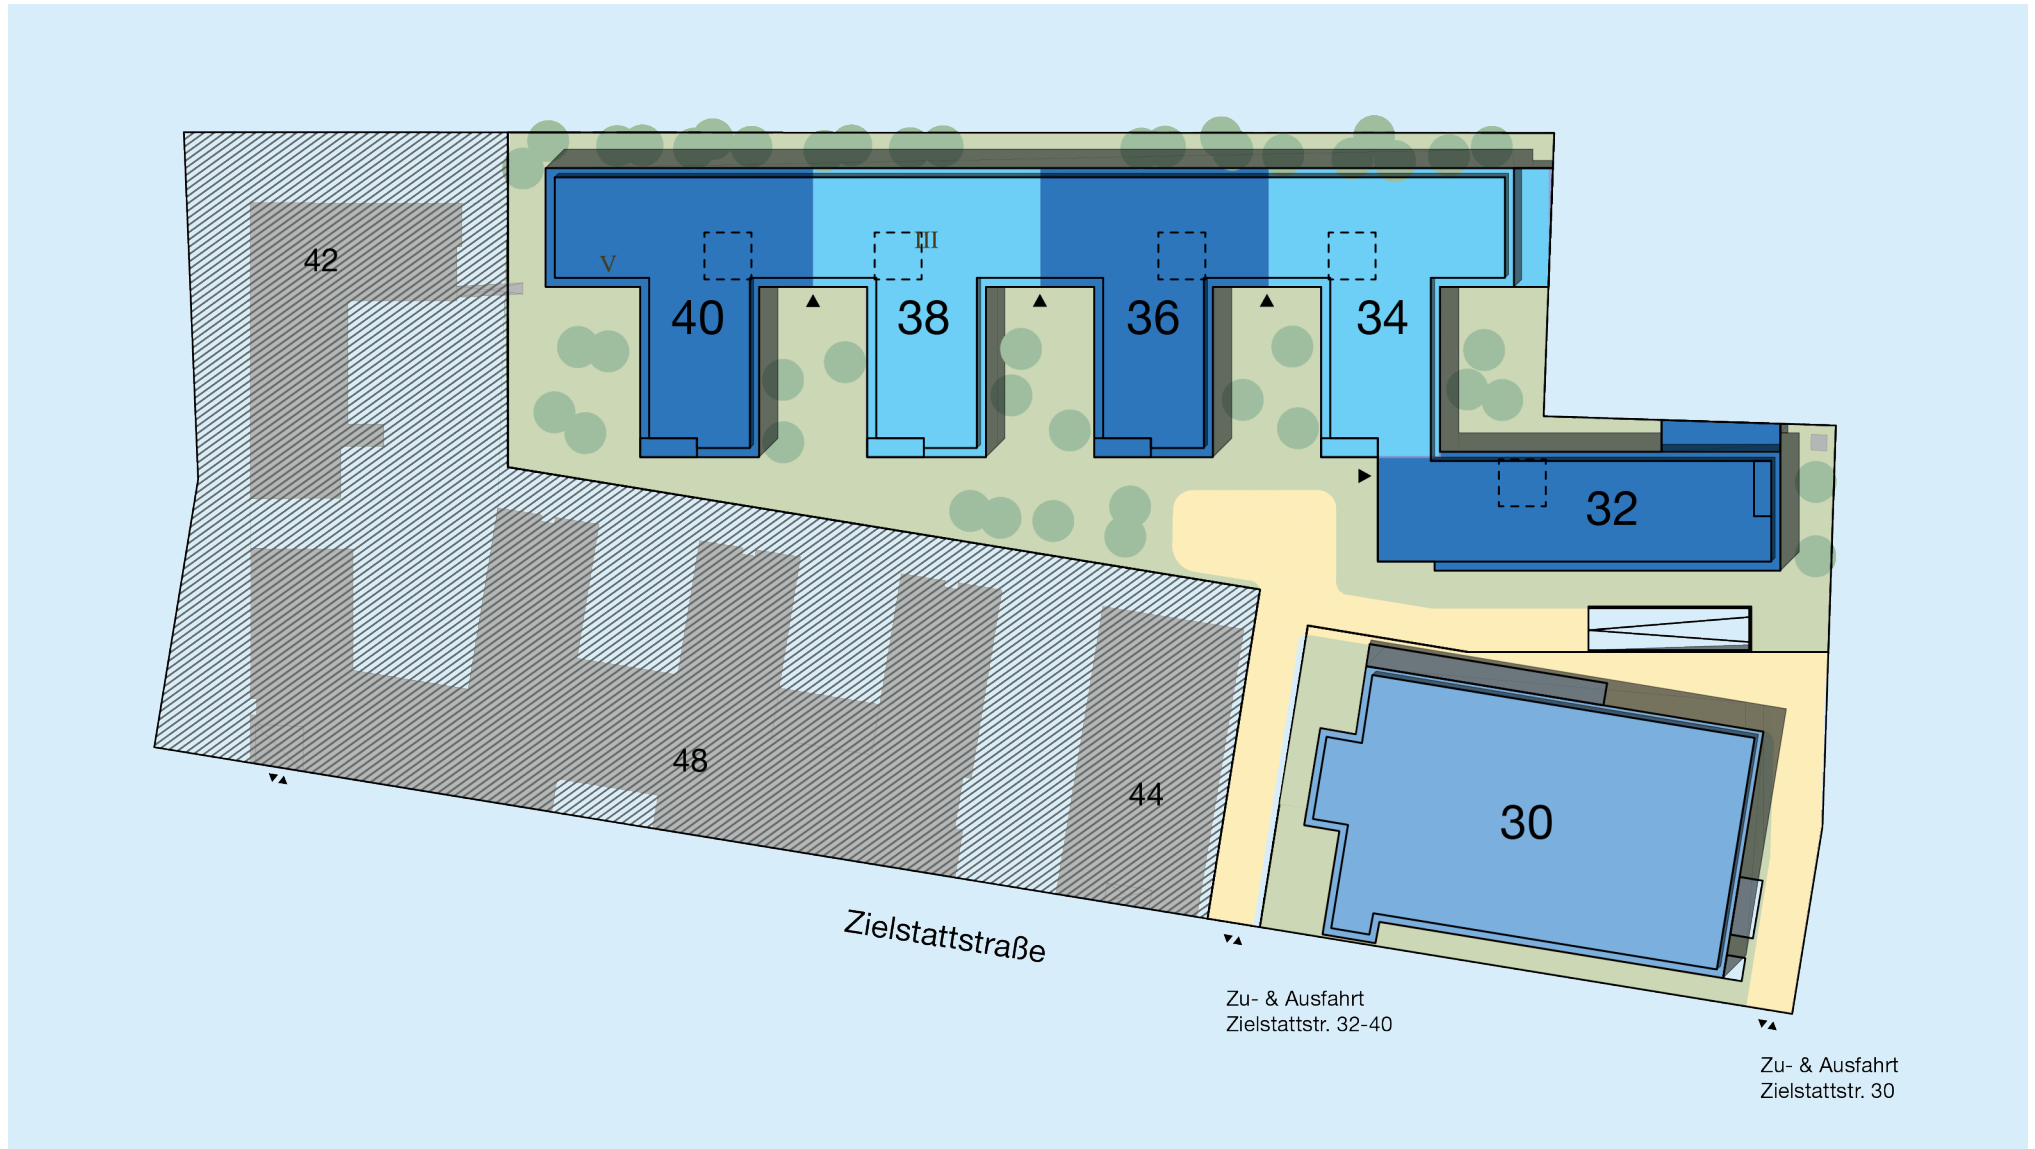 42
V
III
40
38
36
34
32
48
44
30
Zielstattstraße
Zu- & Ausfahrt
Zielstattstr. 32-40
Zu- & Ausfahrt
Zielstattstr. 30